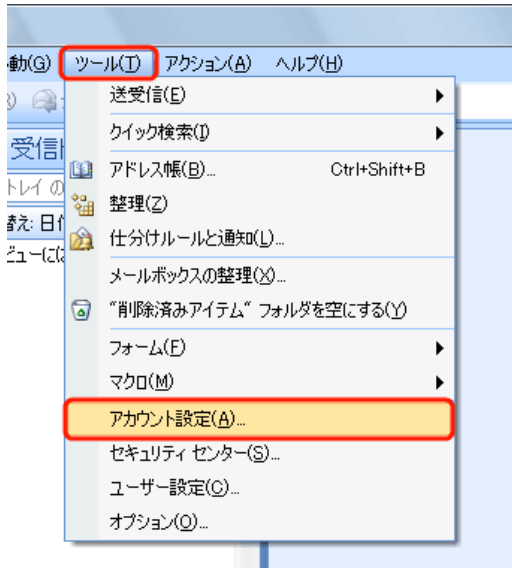 動(G) ツール(T) アクション(A) ヘルプ(H)
送受信(E)
クイック検索(I)
受信
アドレス帳(B)... Ctrl+Shift+B
トレイ の
整理(Z)
替え: 日付
仕分けルールと通知(L)...
ビューに
メールボックスの整理(X)...
"削除済みアイテム" フォルダを空にする(Y)
フォーム(F)
マクロ(M)
アカウント設定(A)...
セキュリティ センター(S)...
ユーザー設定(C)...
オプション(O)...